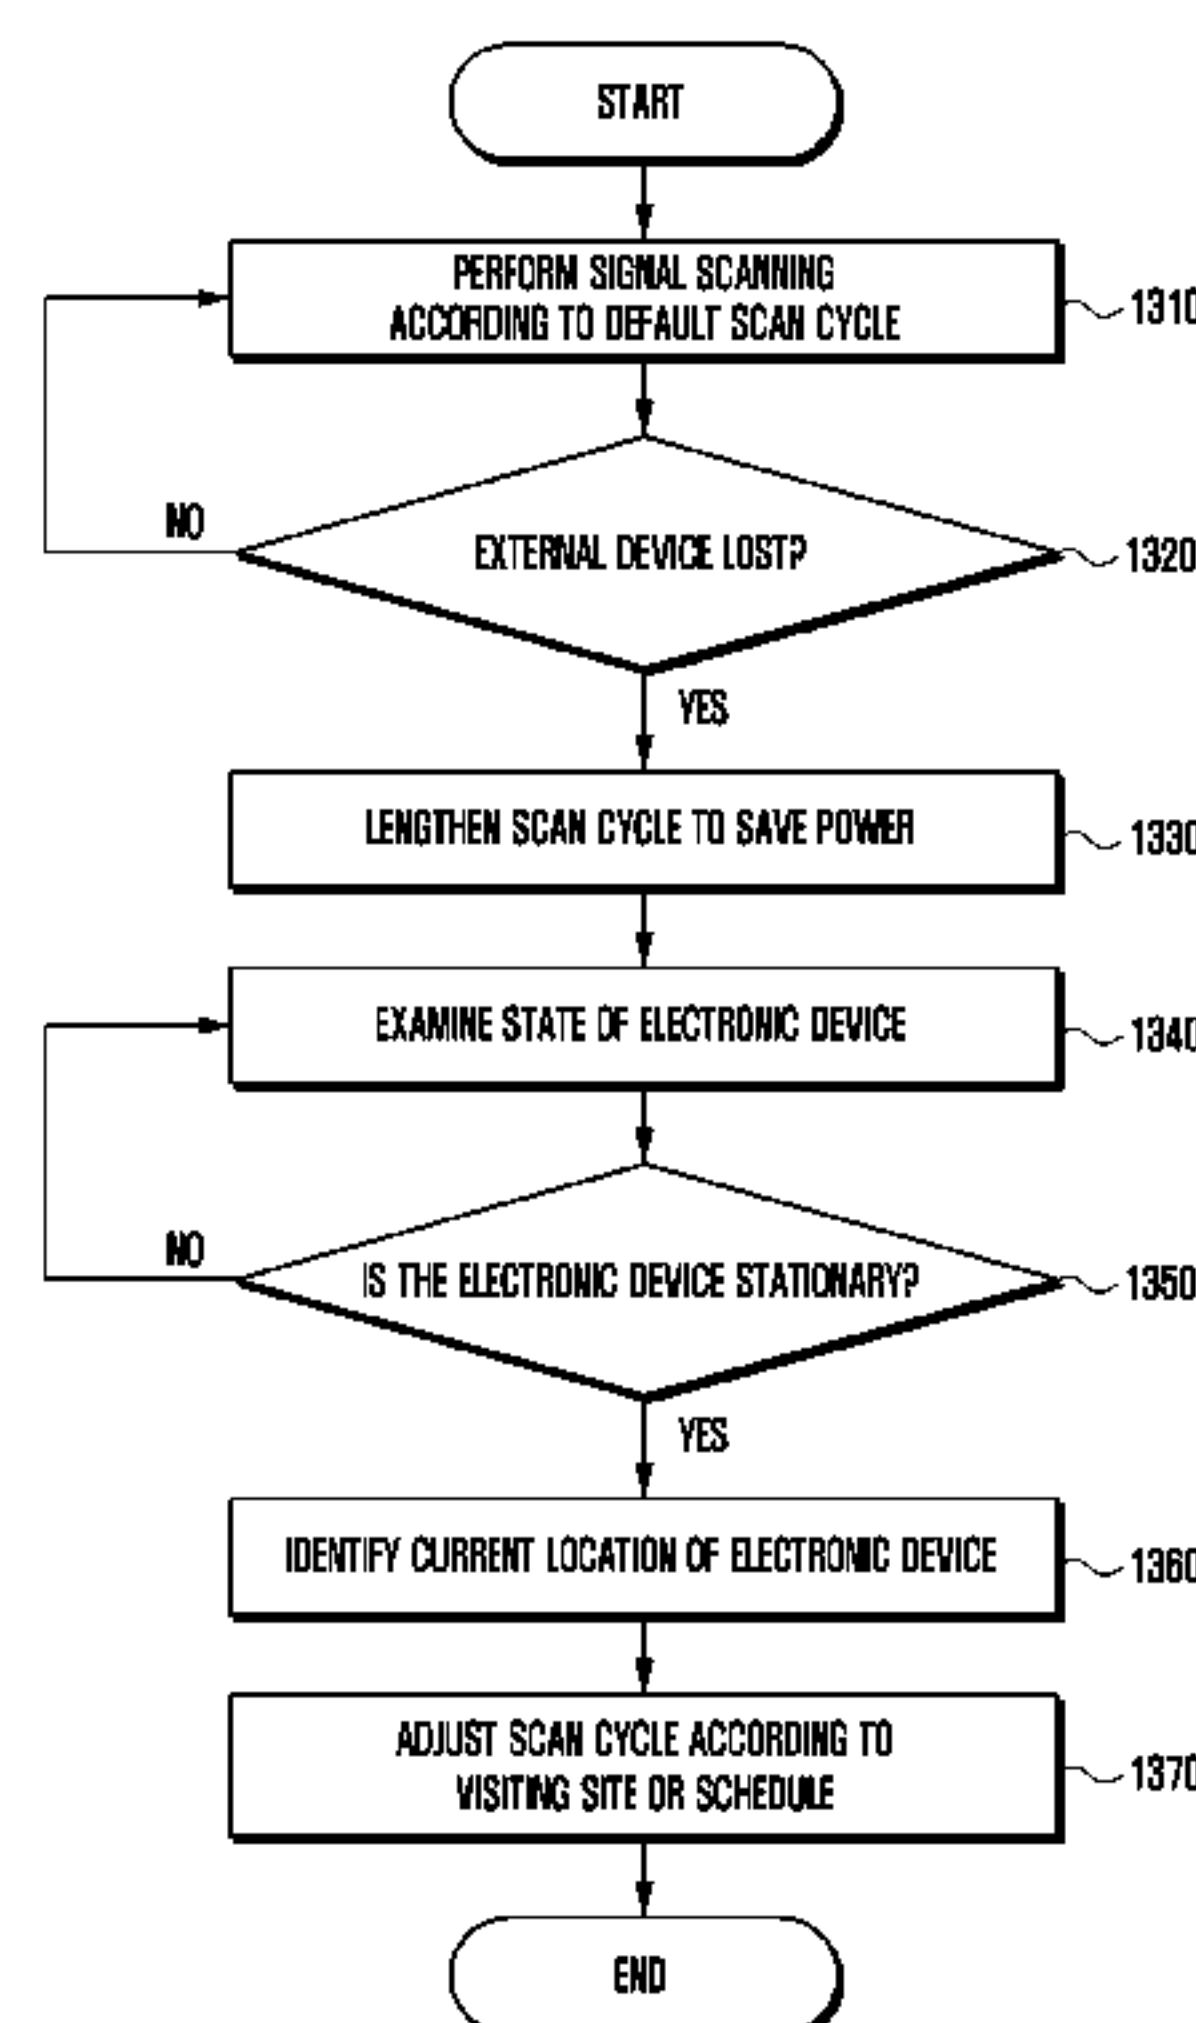 START
PERFORM SIGNAL SCANNING
ACCORDING TO DEFAULT SCAN CYCLE
1310
NO
EXTERNAL DEVICE LOST?
1320
YES
LENGTHEN SCAN CYCLE TO SAVE POWER
1330
EXAMINE STATE OF ELECTRONIC DEVICE
1340
NO
IS THE ELECTRONIC DEVICE STATIONARY?
1350
YES
IDENTIFY CURRENT LOCATION OF ELECTRONIC DEVICE
1360
ADJUST SCAN CYCLE ACCORDING TO
VISITING SITE OR SCHEDULE
1370
END